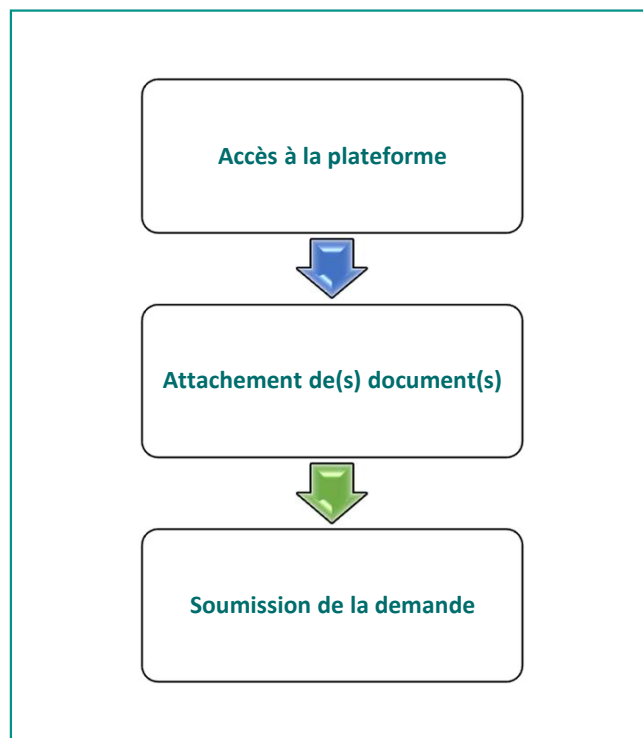 Accès à la plateforme
Attachement de(s) document(s)
Soumission de la demande